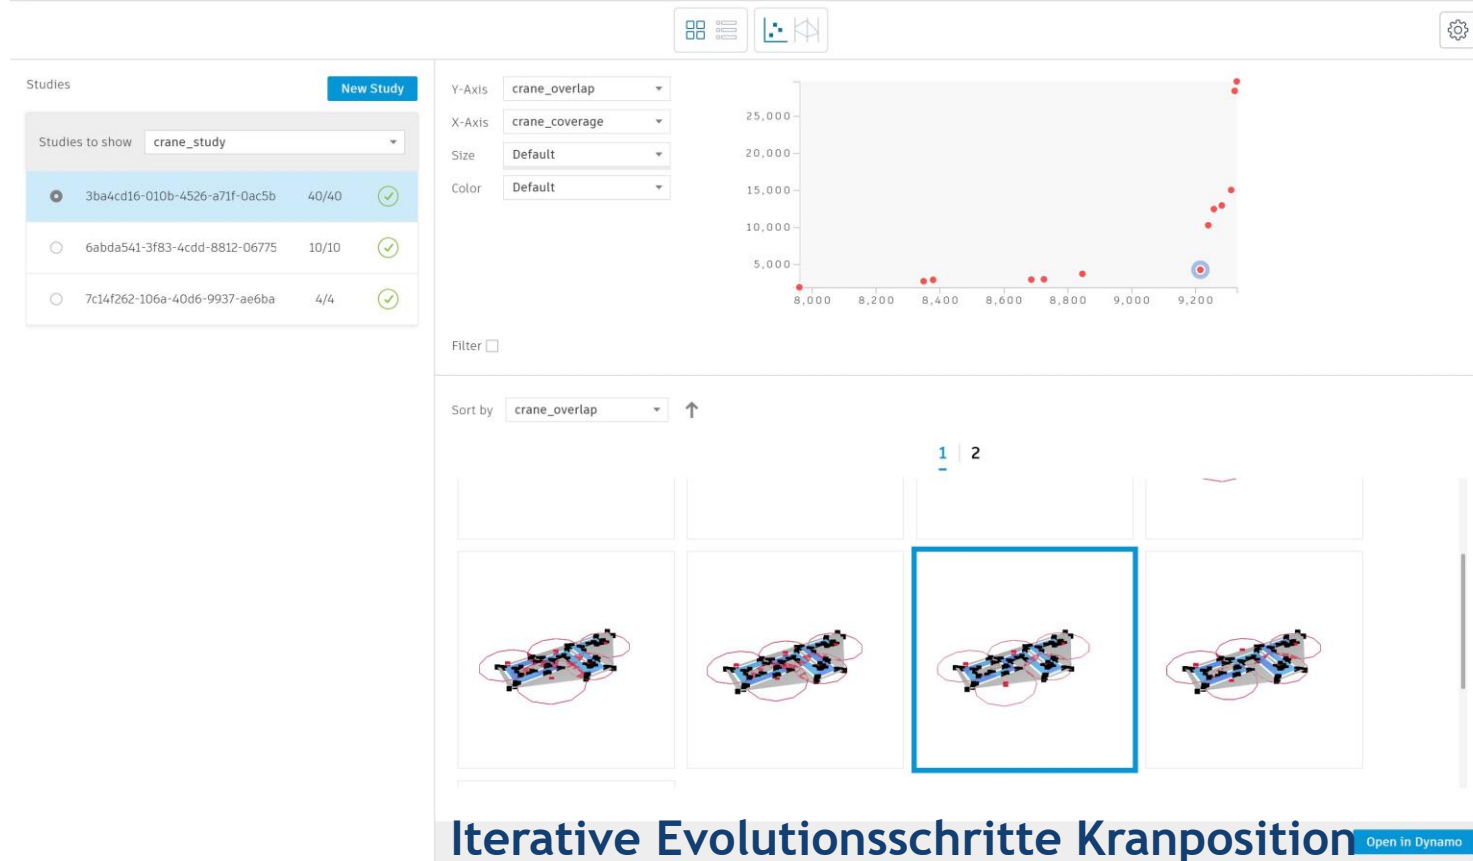 Studies
New Study
Studies to show crane_study
3ba4cd16-010b-4526-a71f-0ac5b 40/40
6abda541-3f83-4cdd-8812-06775 10/10
7c14f262-106a-40d6-9937-ae6ba 4/4
Y-Axis crane_overlap
X-Axis crane_coverage
Size Default
Color Default
25,000
20,000
15,000
10,000
5,000
8,000 8,200 8,400 8,600 8,800 9,000 9,200
Filter
Sort by crane_overlap
1 2
Iterative Evolutionsschritte Kranposition
Open in Dynamo